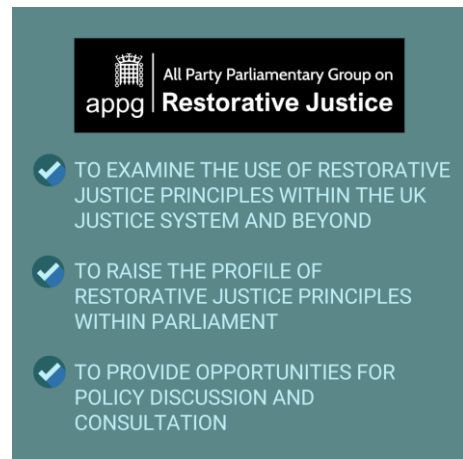 All Party Parliamentary Group on
appg Restorative Justice
TO EXAMINE THE USE OF RESTORATIVE
JUSTICE PRINCIPLES WITHIN THE UK
JUSTICE SYSTEM AND BEYOND
TO RAISE THE PROFILE OF
RESTORATIVE JUSTICE PRINCIPLES
WITHIN PARLIAMENT
TO PROVIDE OPPORTUNITIES FOR
POLICY DISCUSSION AND
CONSULTATION